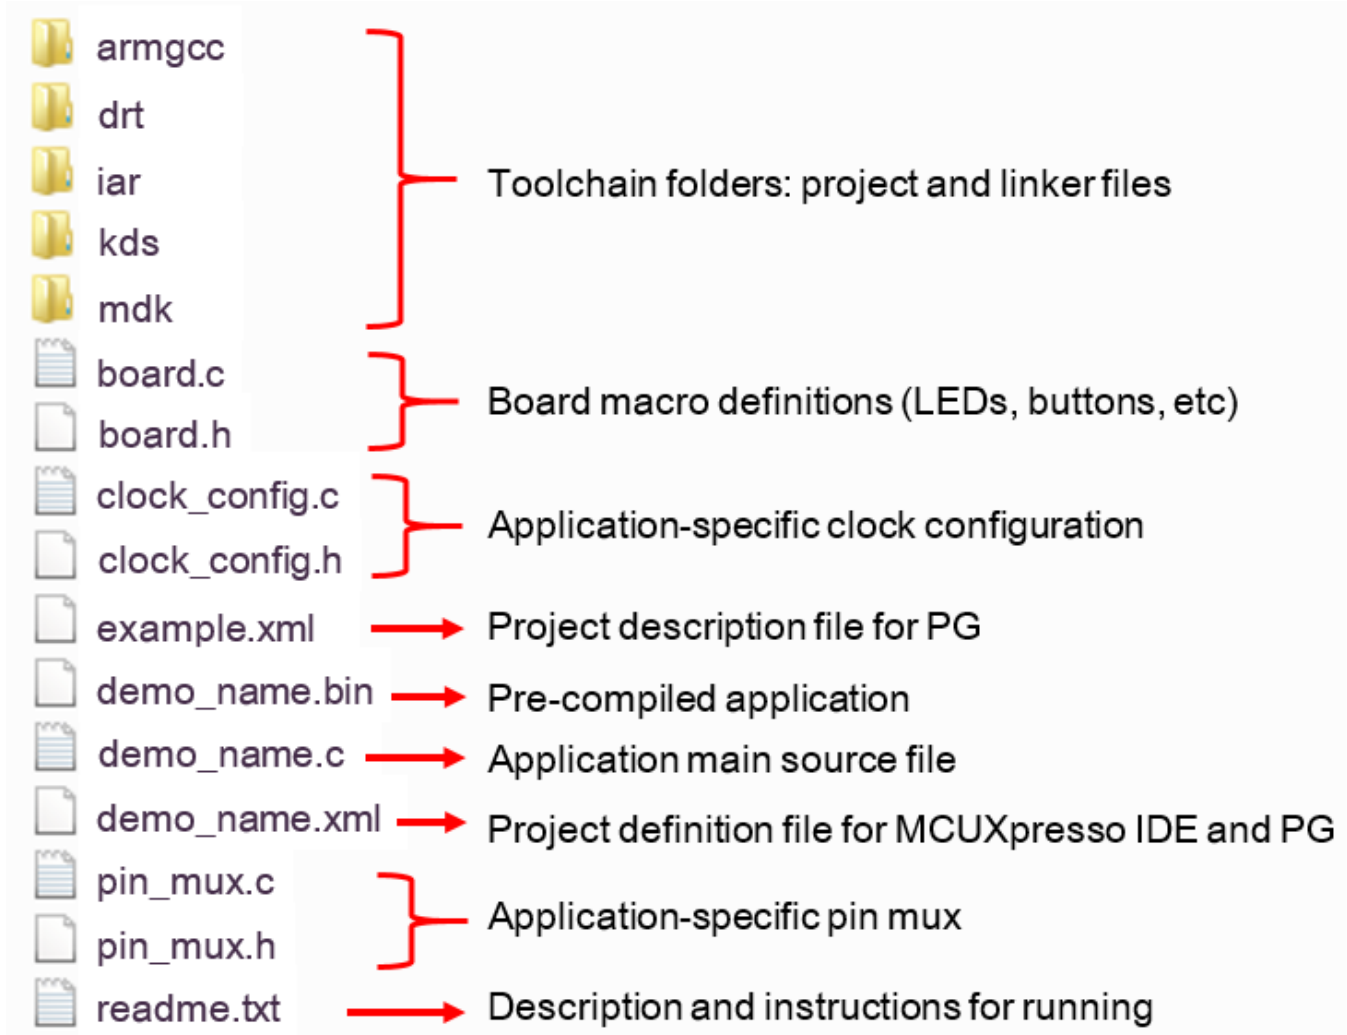 armgcc
drt
iar
kds
mdk
Toolchain folders: project and linker files
board.c
board.h
Board macro definitions (LEDs, buttons, etc)
clock_config.c
clock_config.h
Application-specific clock configuration
example.xml
Project description file for PG
demo_name.bin
Pre-compiled application
demo_name.c
Application main source file
demo_name.xml
Project definition file for MCUXpresso IDE and PG
pin_mux.c
pin_mux.h
Application-specific pin mux
readme.txt
Description and instructions for running